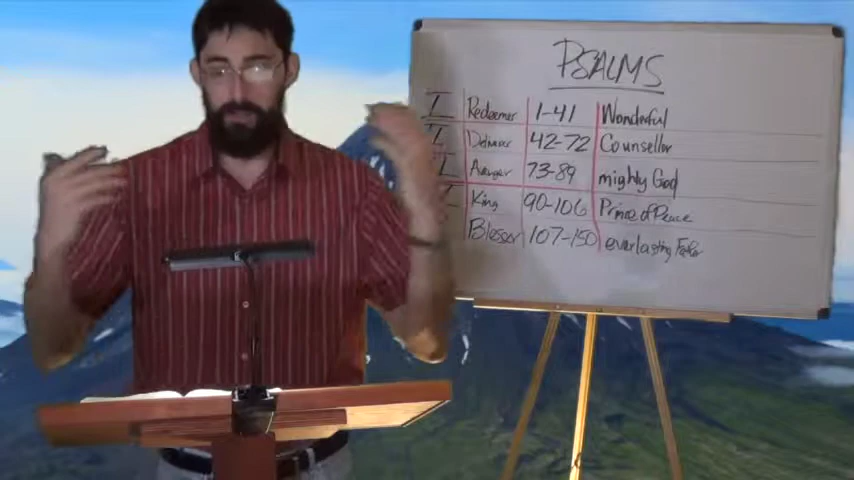 PSALMS
I Redeemer 1-41 Wonderful
Deliverer 42-72 Counsellor
Avenger 73-89 mighty God
King 90-106 Prince of Peace
Blesser 107-150 everlasting Father